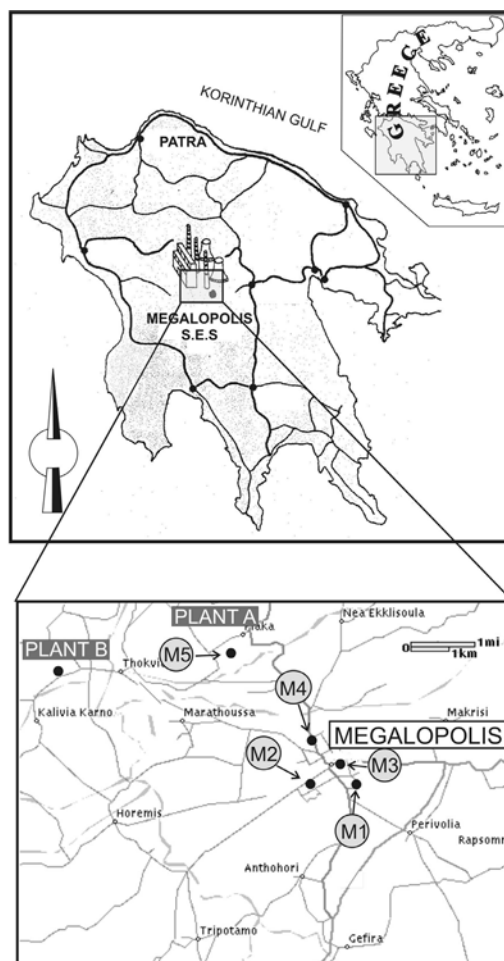 GREECE
KORINTHIAN GULF
PATRA
MEGALOPOLIS
S.E.S
PLANT A
Nea Ekklisoula
PLANT B
M5
0 1mi
1km
Kalivia Karno
Marathoussa
M4
Makrisi
MEGALOPOLIS
M2
M3
Horemis
M1
Perivolia
Rapsomn
Anthohori
Tripotamo
Gefira